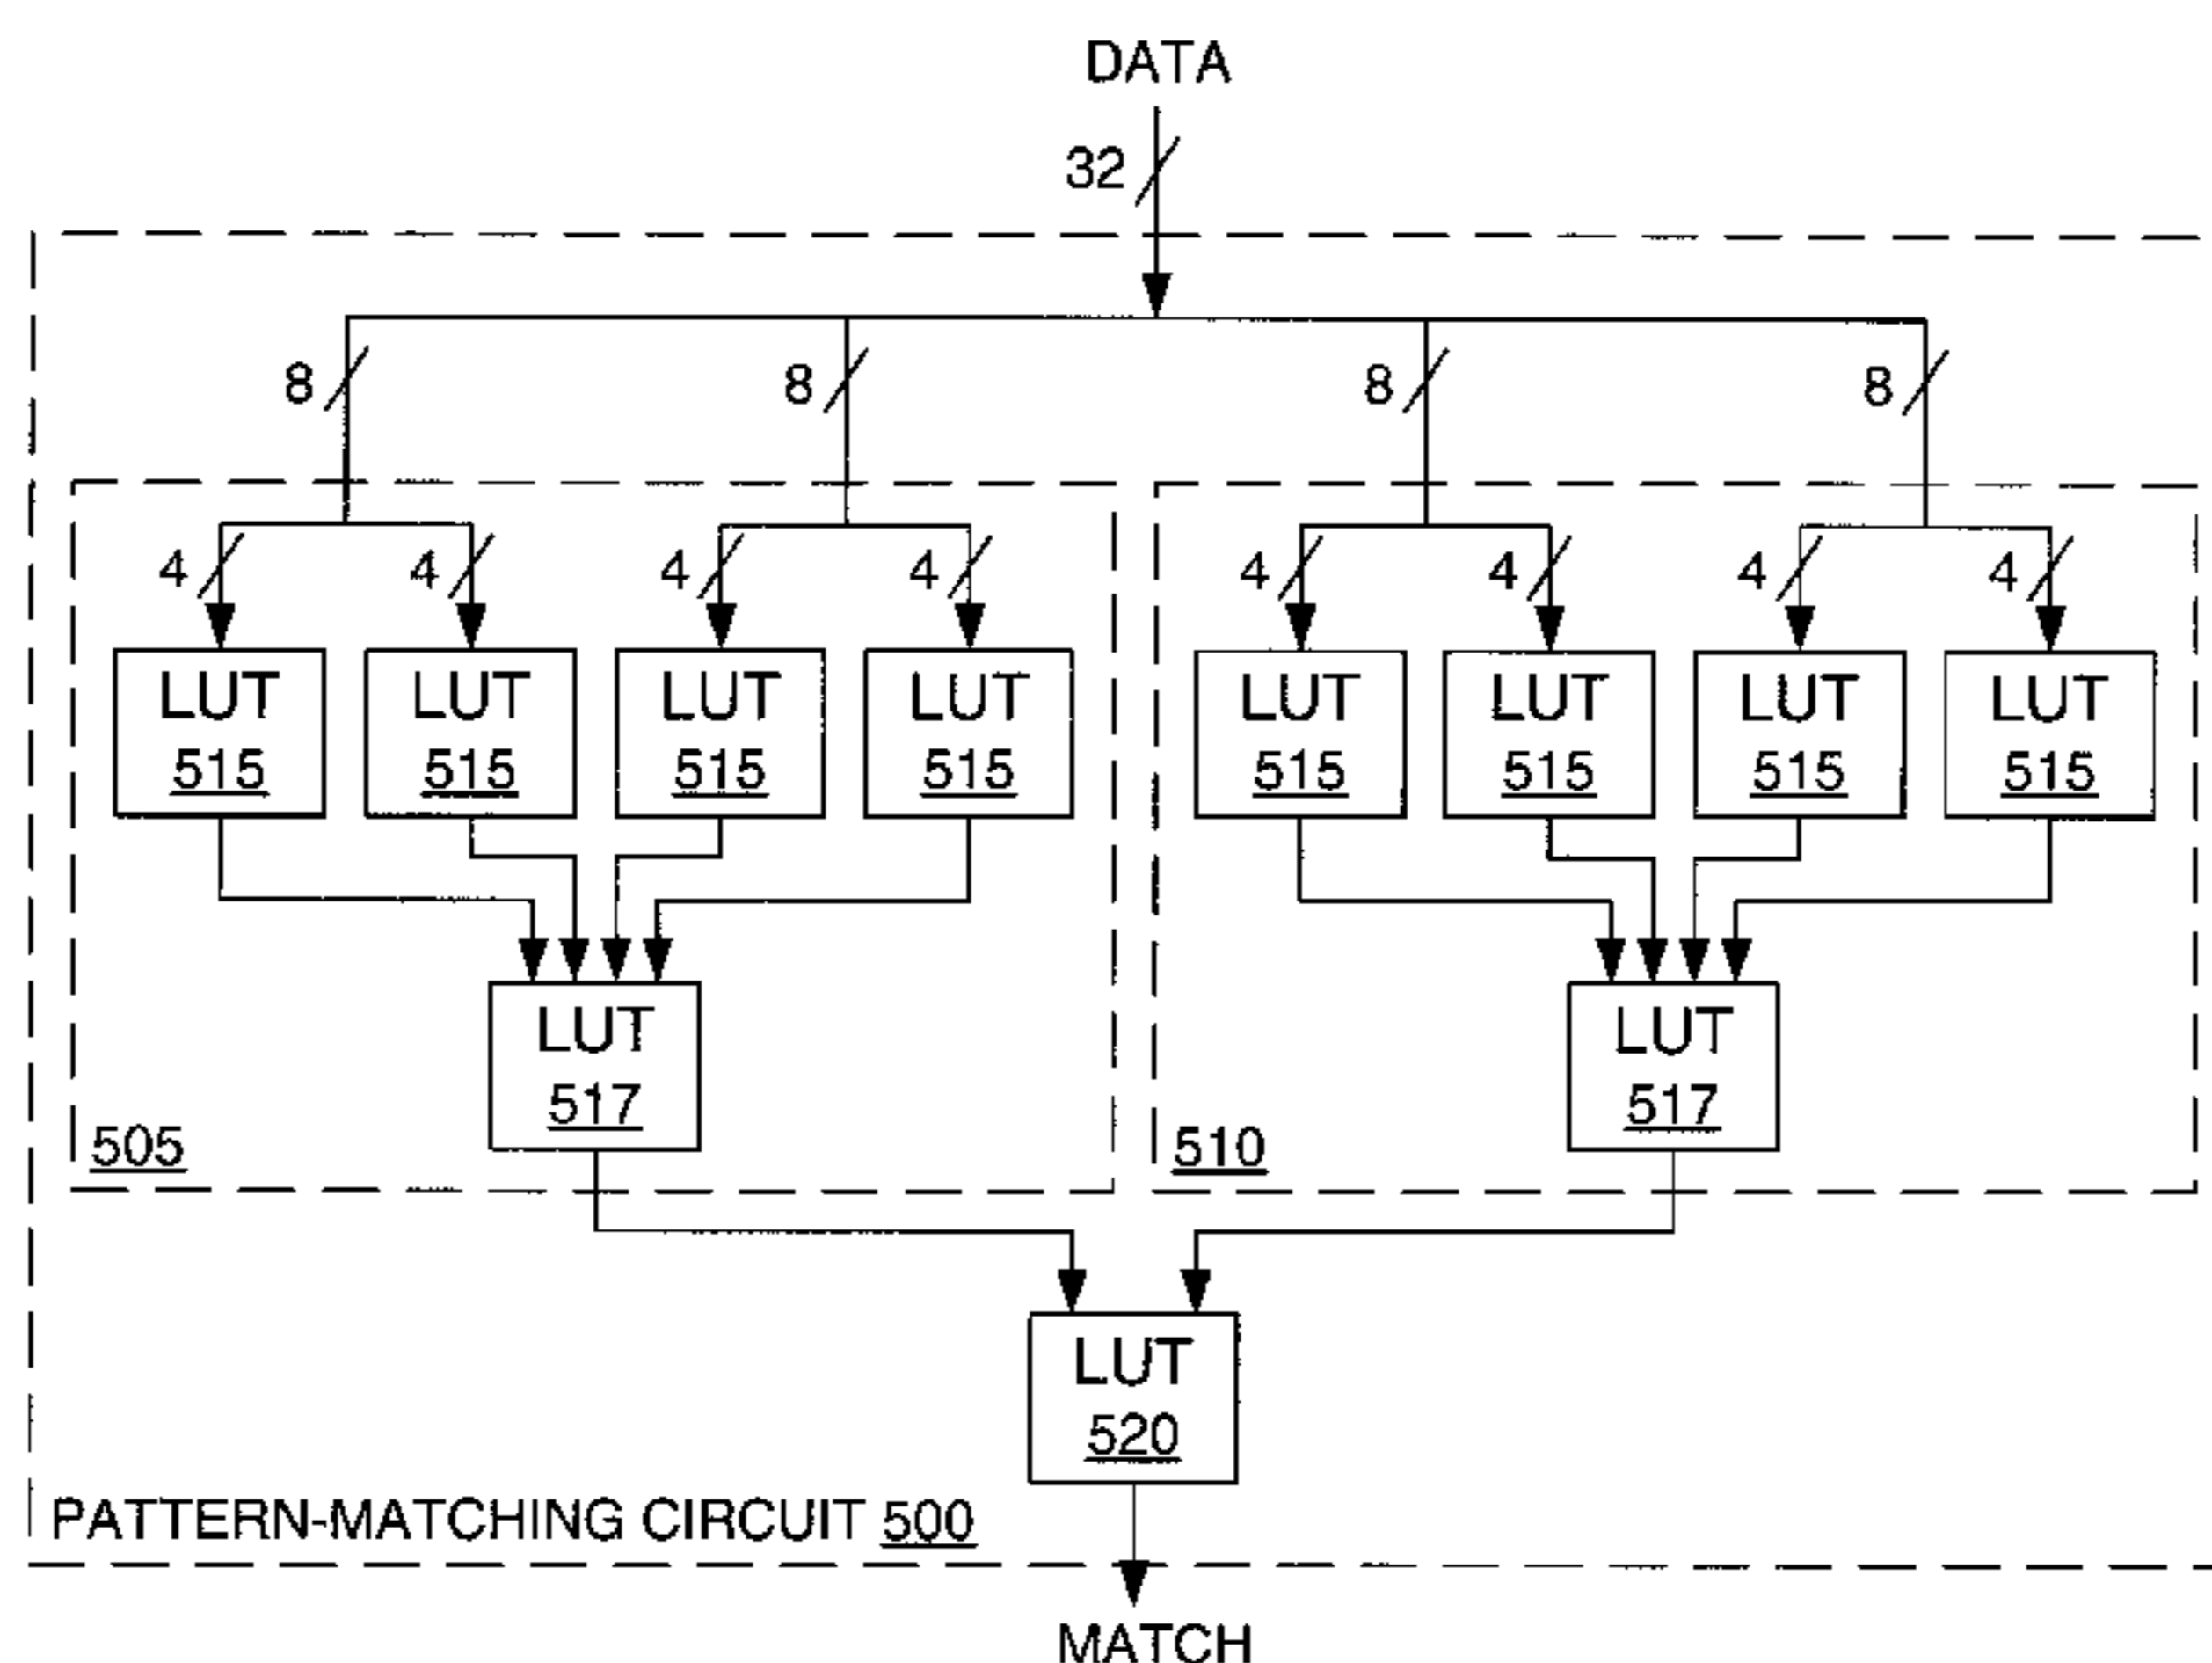 DATA
32
8 8 8 8
4 4 4 4 4 4 4 4
LUT LUT LUT LUT LUT LUT LUT LUT
515 515 515 515 515 515 515 515
LUT LUT
517 517
505 510
LUT
520
PATTERN-MATCHING CIRCUIT 500
MATCH